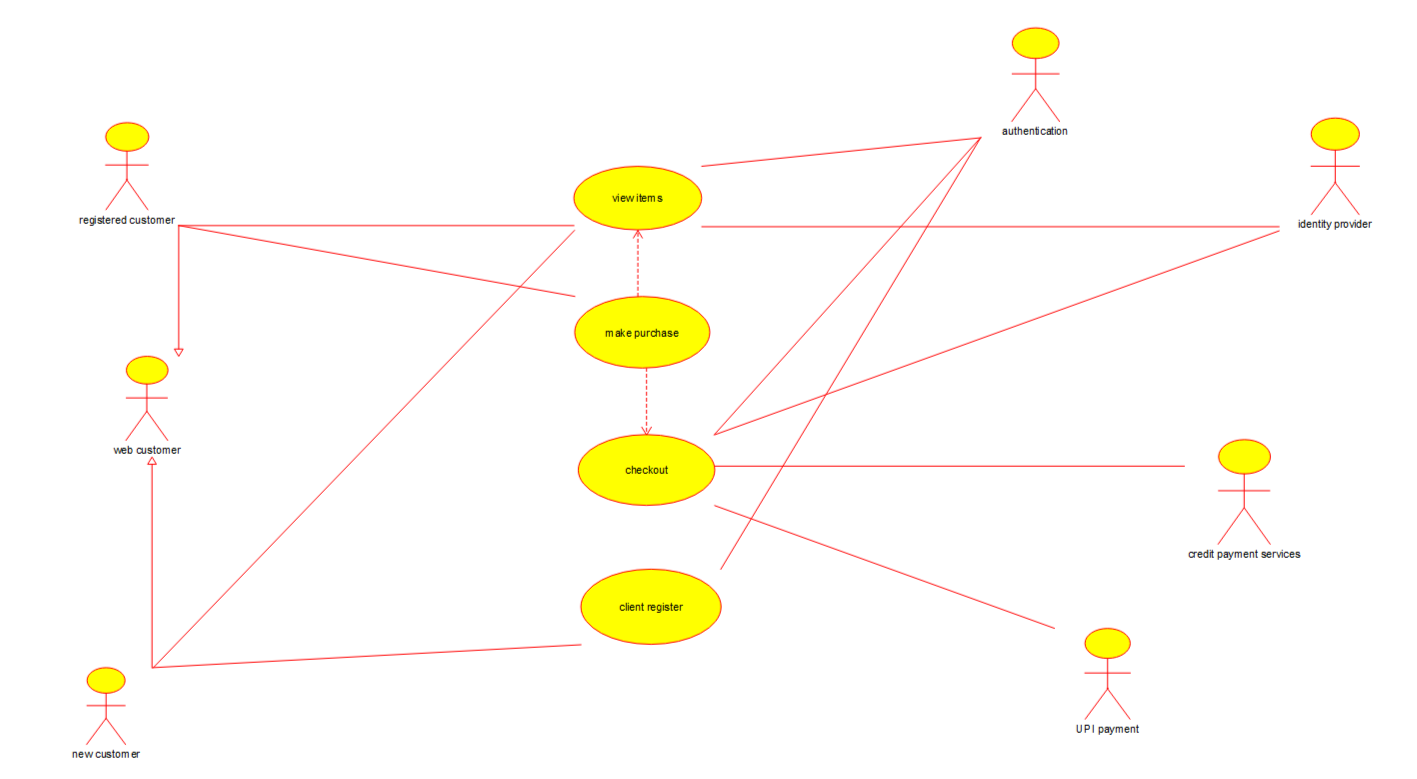 authentication
registered customer
view items
identity provider
make purchase
web customer
checkout
credit payment services
client register
UPI payment
new customer